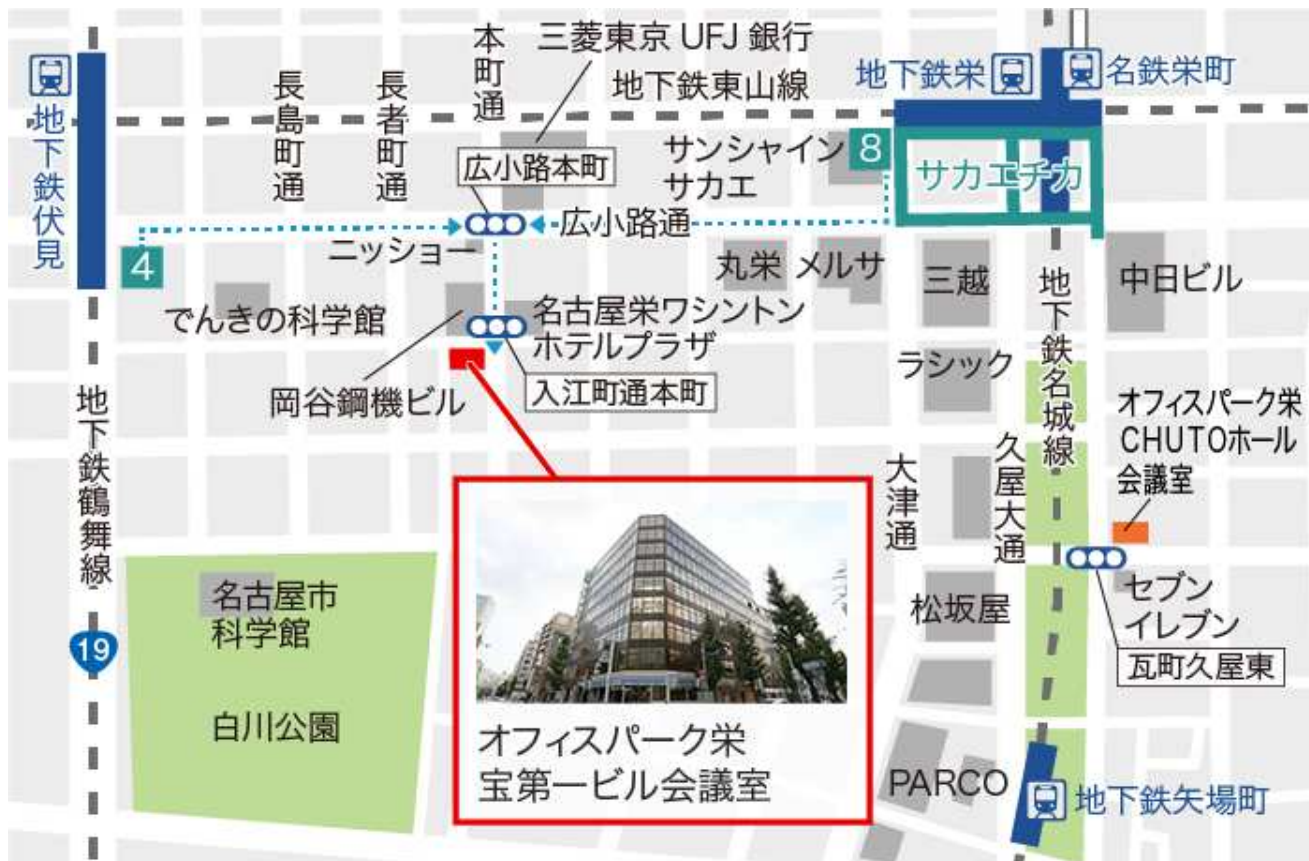 本町通
三菱東京UFJ銀行
地下鉄東山線
地下鉄栄
名鉄栄町
地下鉄伏見
長島町通
長者町通
広小路本町
サンシャイン
サカエ
8
サカエチカ
広小路通
4
ニッショー
丸栄
メルサ
三越
中日ビル
でんきの科学館
名古屋栄ワシントン
ホテルプラザ
岡谷鋼機ビル
入江町通本町
ラシック
地下鉄名城線
オフィスパーク栄
CHUTOホール
会議室
地下鉄鶴舞線
大津通
久屋大通
名古屋市
科学館
19
白川公園
松坂屋
セブン
イレブン
瓦町久屋東
オフィスパーク栄
宝第一ビル会議室
PARCO
地下鉄矢場町